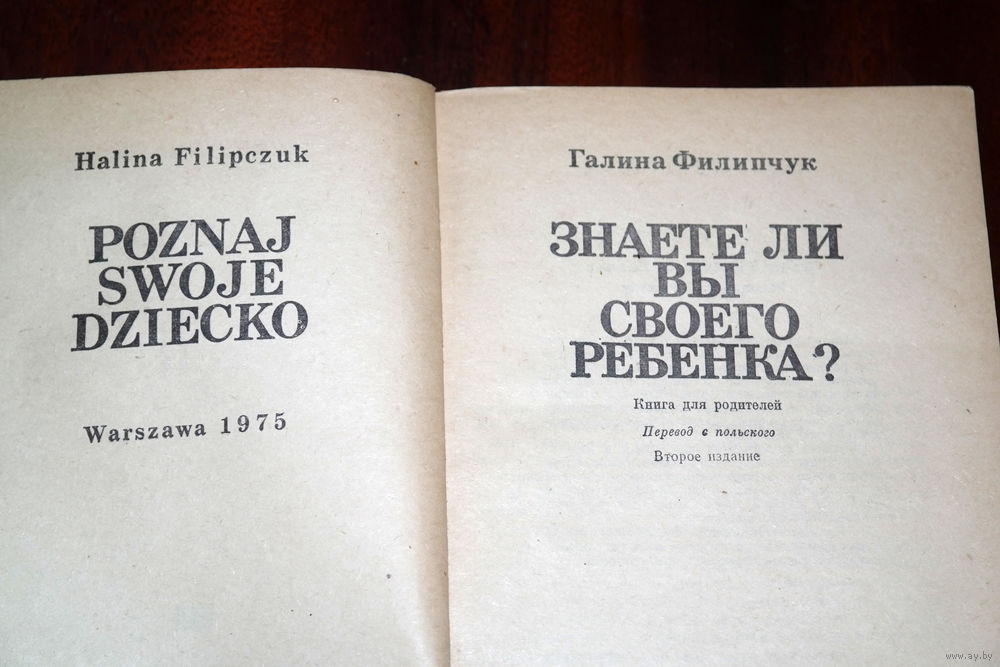 Halina Filipczuk
POZNAJ
SWOJE
DZIECKO
Warszawa 1975
Галина Филипчук
ЗНАЕТЕ ЛИ
ВЫ
СВОЕГО
РЕБЕНКА?
Книга для родителей
Перевод с польского
Второе издание
www.ay.by